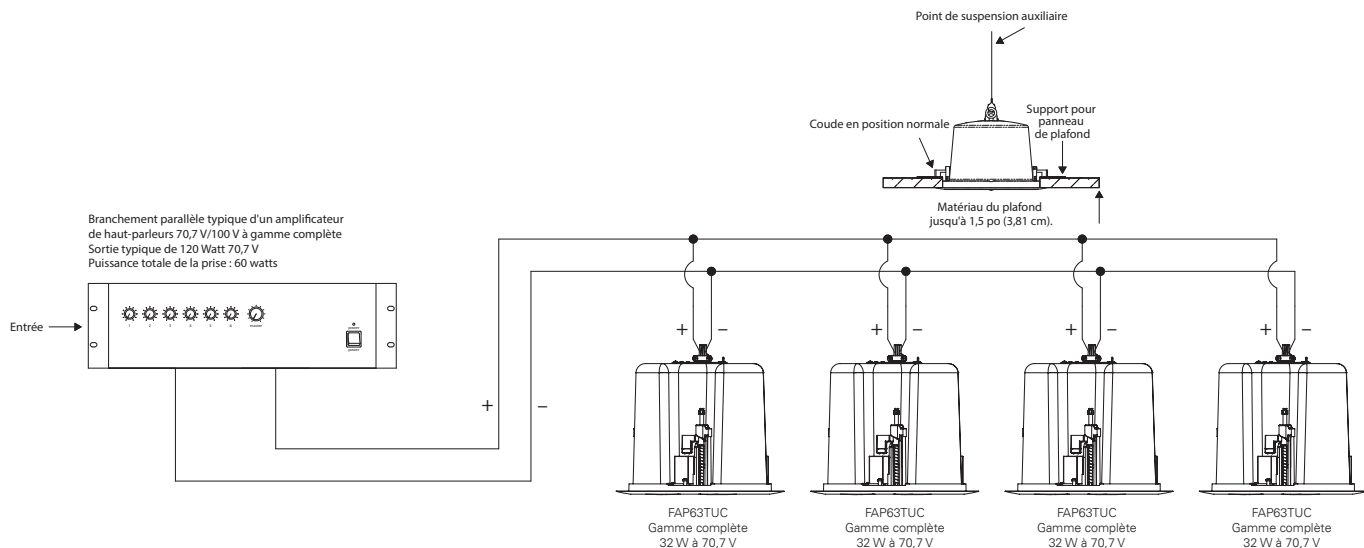 Point de suspension auxiliaire
Coude en position normale
Support pour
panneau
de plafond
Matériau du plafond
jusqu'à 1,5 po (3,81 cm).
Branchement parallèle typique d'un amplificateur
de haut-parleurs 70,7 V/100 V à gamme complète
Sortie typique de 120 Watt 70,7 V
Puissance totale de la prise : 60 watts
Entrée
1 2 3 4 5 6 master
power
power
+ −
+ − + − + − + −
FAP63TUC
Gamme complète
32 W à 70,7 V
FAP63TUC
Gamme complète
32 W à 70,7 V
FAP63TUC
Gamme complète
32 W à 70,7 V
FAP63TUC
Gamme complète
32 W à 70,7 V